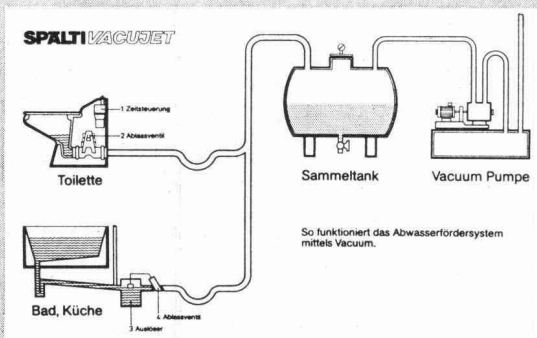 SPÄLTI VACUJET
1 Zeitsteuerung
2 Ablassventil
Toilette
Sammeltank
Vacuum Pumpe
So funktioniert das Abwasserfördersystem
mittels Vacuum.
Bad, Küche
3 Auslöser
4 Ablassventil